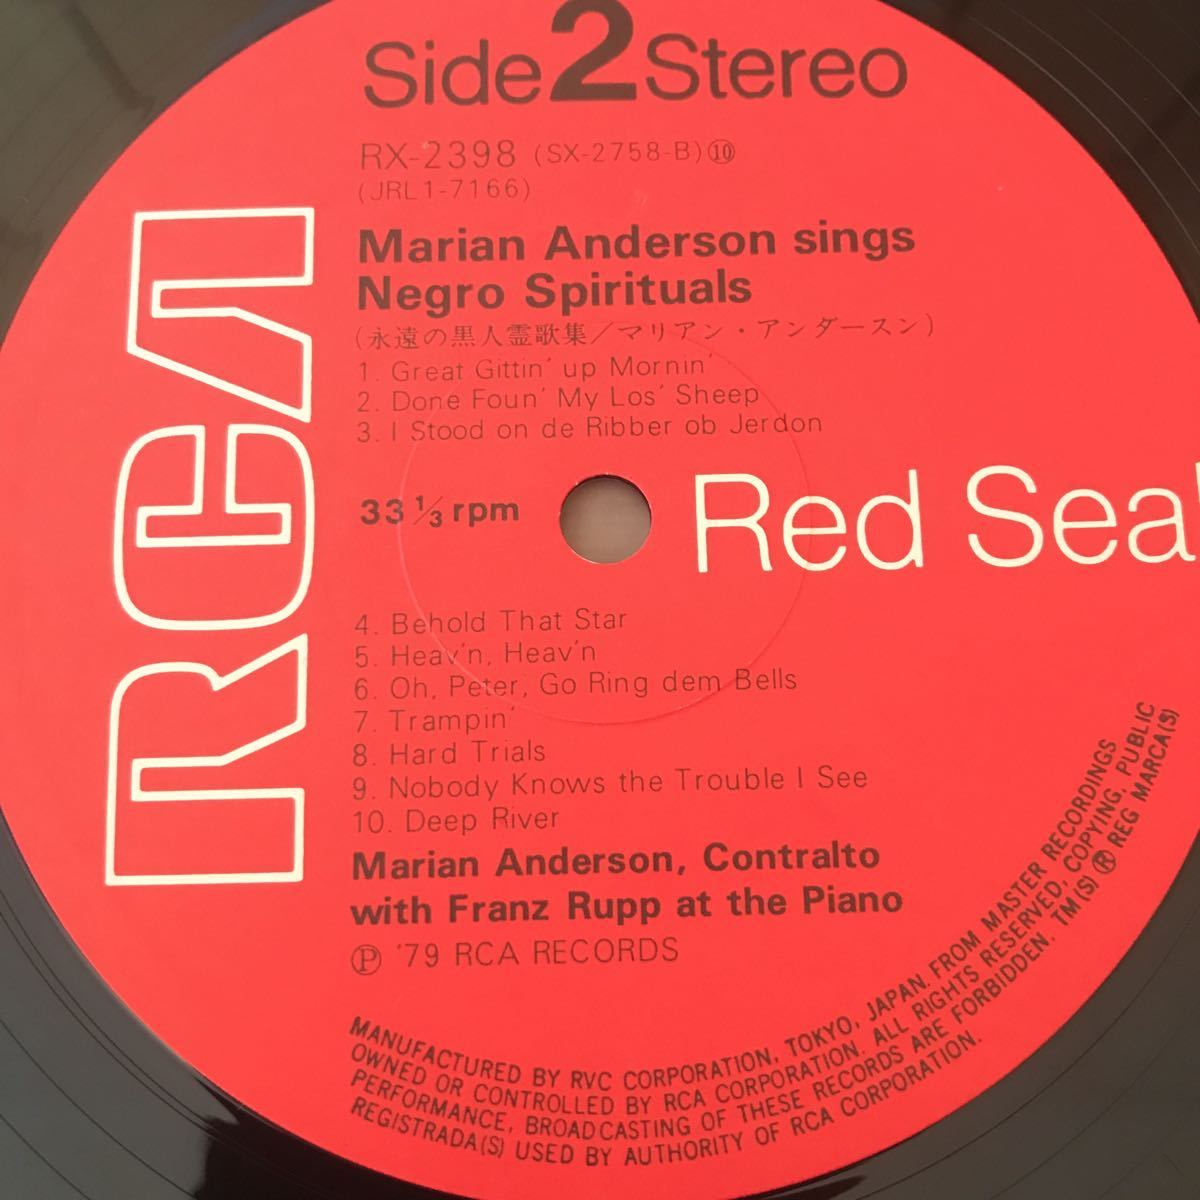 Side 2 Stereo
RX-2398 (SX-2758-B)⑩
(JRL1-7166)
Marian Anderson sings
Negro Spirituals
(永遠の黒人霊歌集／マリアン・アンダースン)
1. Great Gittin' up Mornin'
2. Done Foun' My Los' Sheep
3. I Stood on de Ribber ob Jerdon
33 1/3 rpm
Red Seal
RCA
4. Behold That Star
5. Heav'n, Heav'n
6. Oh, Peter, Go Ring dem Bells
7. Trampin'
8. Hard Trials
9. Nobody Knows the Trouble I See
10. Deep River
Marian Anderson, Contralto
with Franz Rupp at the Piano
Ⓟ '79 RCA RECORDS
MANUFACTURED BY RVC CORPORATION, TOKYO, JAPAN. FROM MASTER RECORDINGS
OWNED OR CONTROLLED BY RCA CORPORATION. ALL RIGHTS RESERVED, COPYING, PUBLIC
PERFORMANCE, BROADCASTING OF THESE RECORDS ARE FORBIDDEN. TM(S) ® REG MARCA(S)
REGISTRADA(S) USED BY AUTHORITY OF RCA CORPORATION.